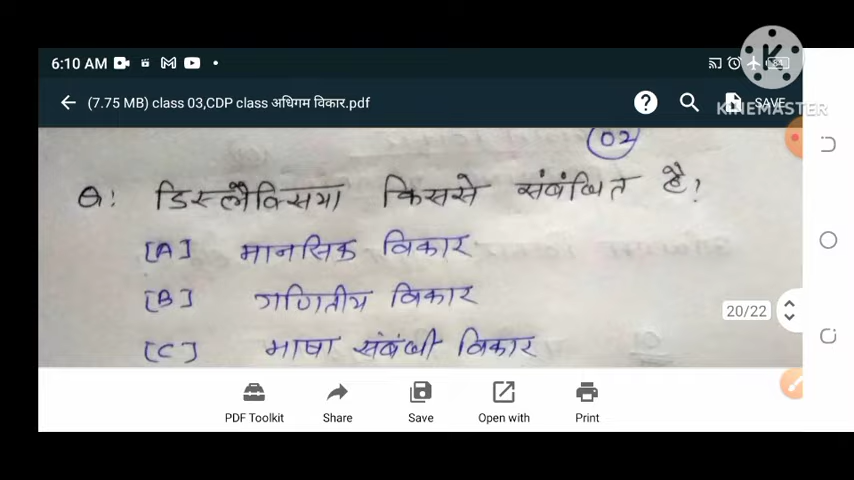 6:10 AM
84
KINEMASTER
(7.75 MB) class 03,CDP class अधिगम विकार.pdf
SAVE
02
Q: डिस्लैक्सिया किससे संबंधित है?
[A] मानसिक विकार
[B] गणितीय विकार
20/22
[C] भाषा संबंधी विकार
PDF Toolkit
Share
Save
Open with
Print